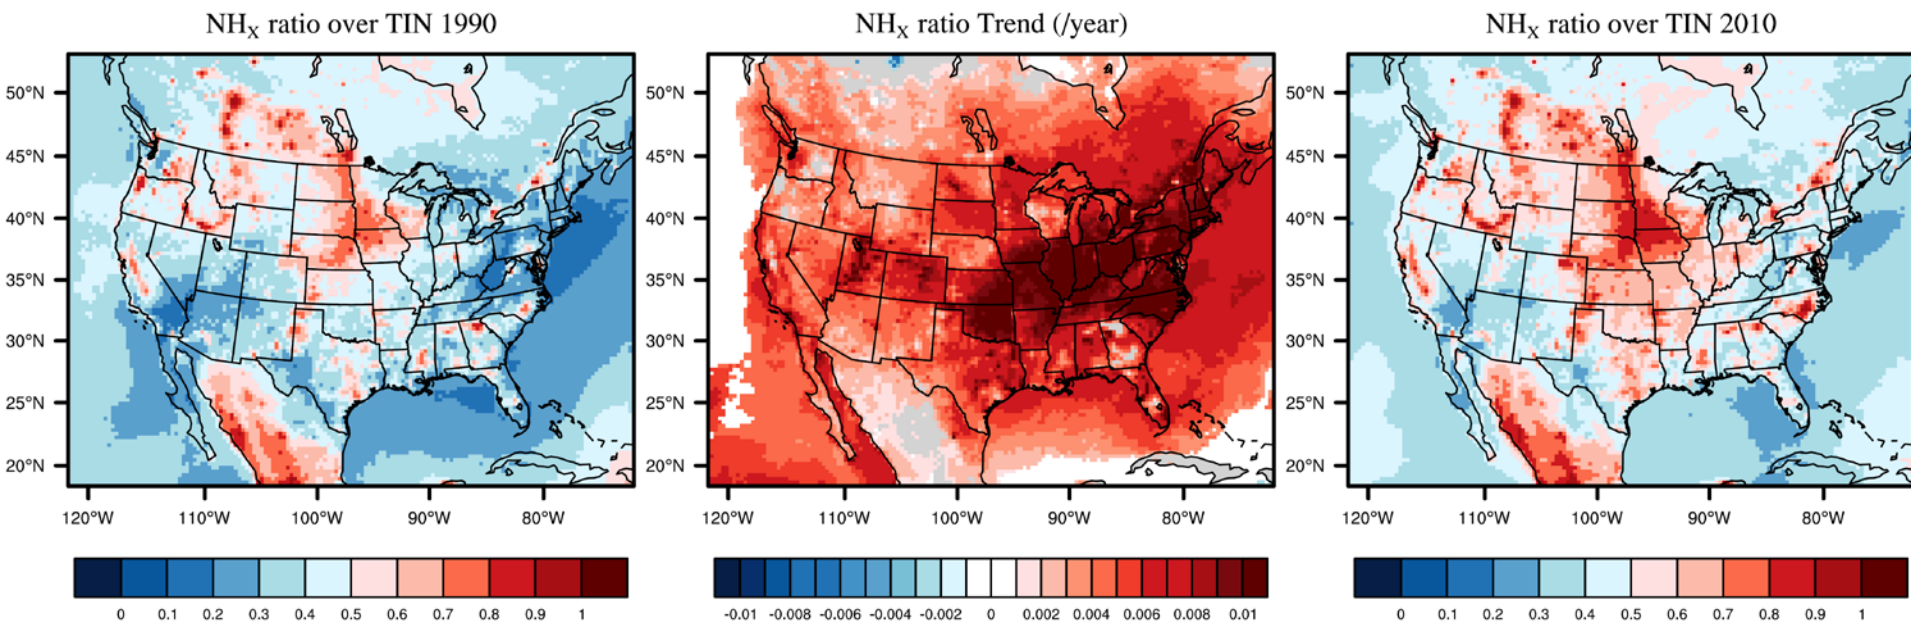 NHX ratio over TIN 1990
NHX ratio Trend (/year)
NHX ratio over TIN 2010
50°N
45°N
40°N
35°N
30°N
25°N
20°N
120°W 110°W 100°W 90°W 80°W
0 0.1 0.2 0.3 0.4 0.5 0.6 0.7 0.8 0.9 1
50°N
45°N
40°N
35°N
30°N
25°N
20°N
120°W 110°W 100°W 90°W 80°W
-0.01 -0.008 -0.006 -0.004 -0.002 0 0.002 0.004 0.006 0.008 0.01
50°N
45°N
40°N
35°N
30°N
25°N
20°N
120°W 110°W 100°W 90°W 80°W
0 0.1 0.2 0.3 0.4 0.5 0.6 0.7 0.8 0.9 1